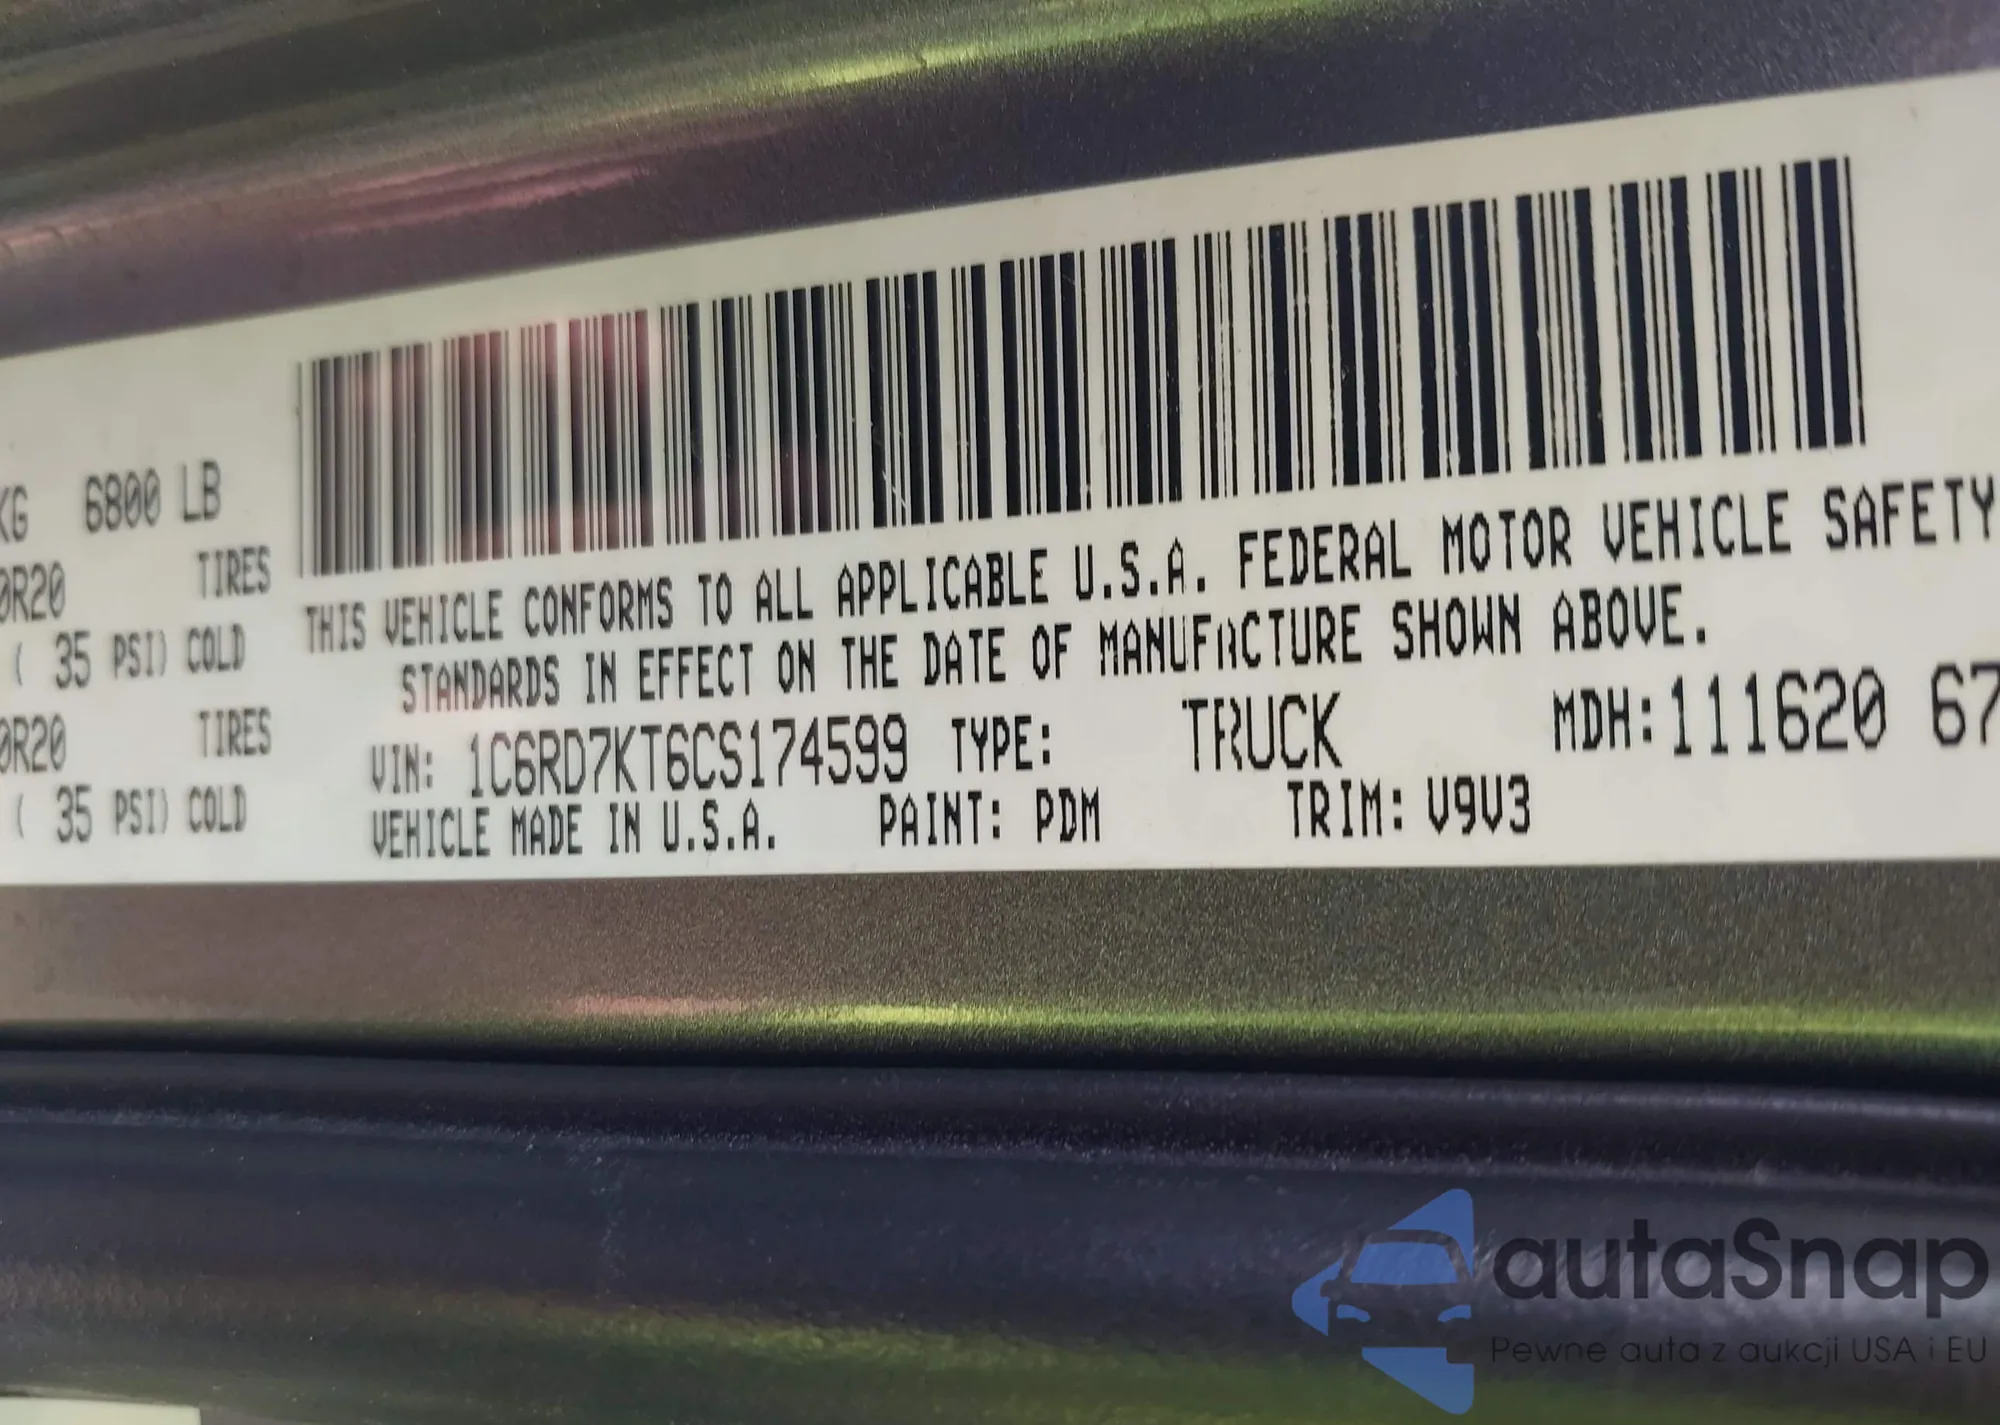 KG 6800 LB
0R20 TIRES
( 35 PSI) COLD
0R20 TIRES
( 35 PSI) COLD
THIS VEHICLE CONFORMS TO ALL APPLICABLE U.S.A. FEDERAL MOTOR VEHICLE SAFETY
STANDARDS IN EFFECT ON THE DATE OF MANUFACTURE SHOWN ABOVE.
VIN: 1C6RD7KT6CS174599 TYPE: TRUCK MDH:111620 67
VEHICLE MADE IN U.S.A. PAINT: PDM TRIM: V9V3
autaSnap
Pewne auta z aukcji USA i EU